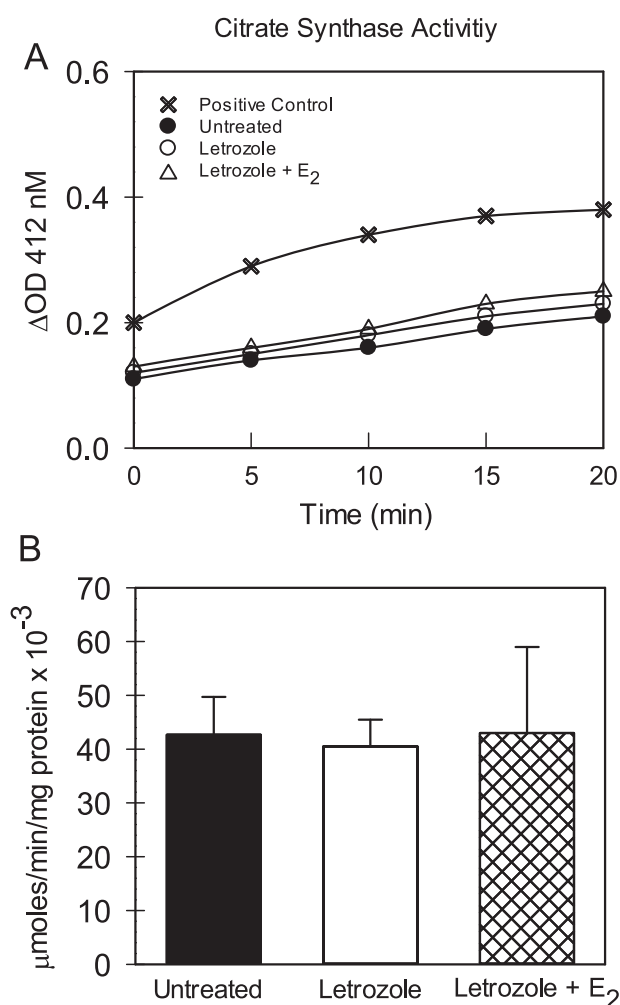 Citrate Synthase Activitiy
A
0.6
0.4
0.2
0.0
ΔOD 412 nM
Positive Control
Untreated
Letrozole
Letrozole + E2
0 5 10 15 20
Time (min)
B
70
60
50
40
30
20
10
0
μmoles/min/mg protein x 10-3
Untreated Letrozole Letrozole + E2